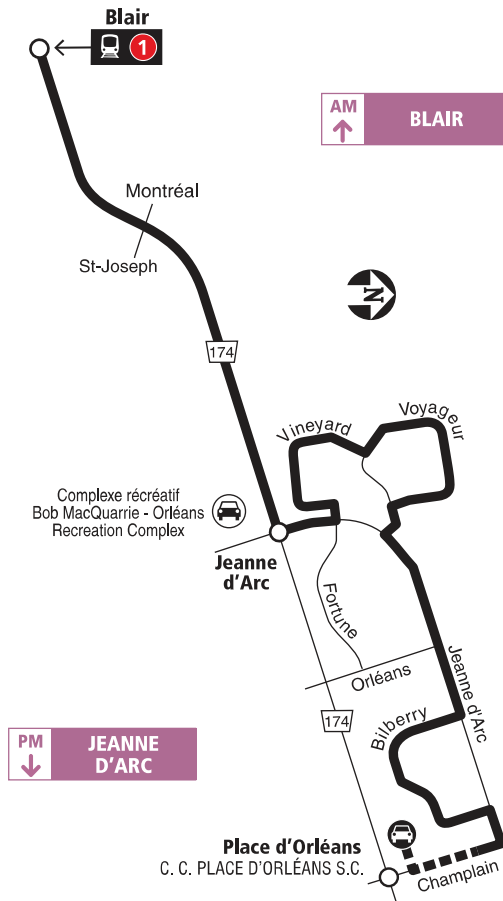 Blair
1
AM
BLAIR
Montréal
St-Joseph
N
174
Vineyard
Voyageur
Complexe récréatif
Bob MacQuarrie - Orléans
Recreation Complex
Jeanne
d'Arc
Fortune
Orléans
Jeanne d'Arc
174
Bilberry
PM
JEANNE
D'ARC
Place d'Orléans
C. C. PLACE D'ORLÉANS S.C.
Champlain